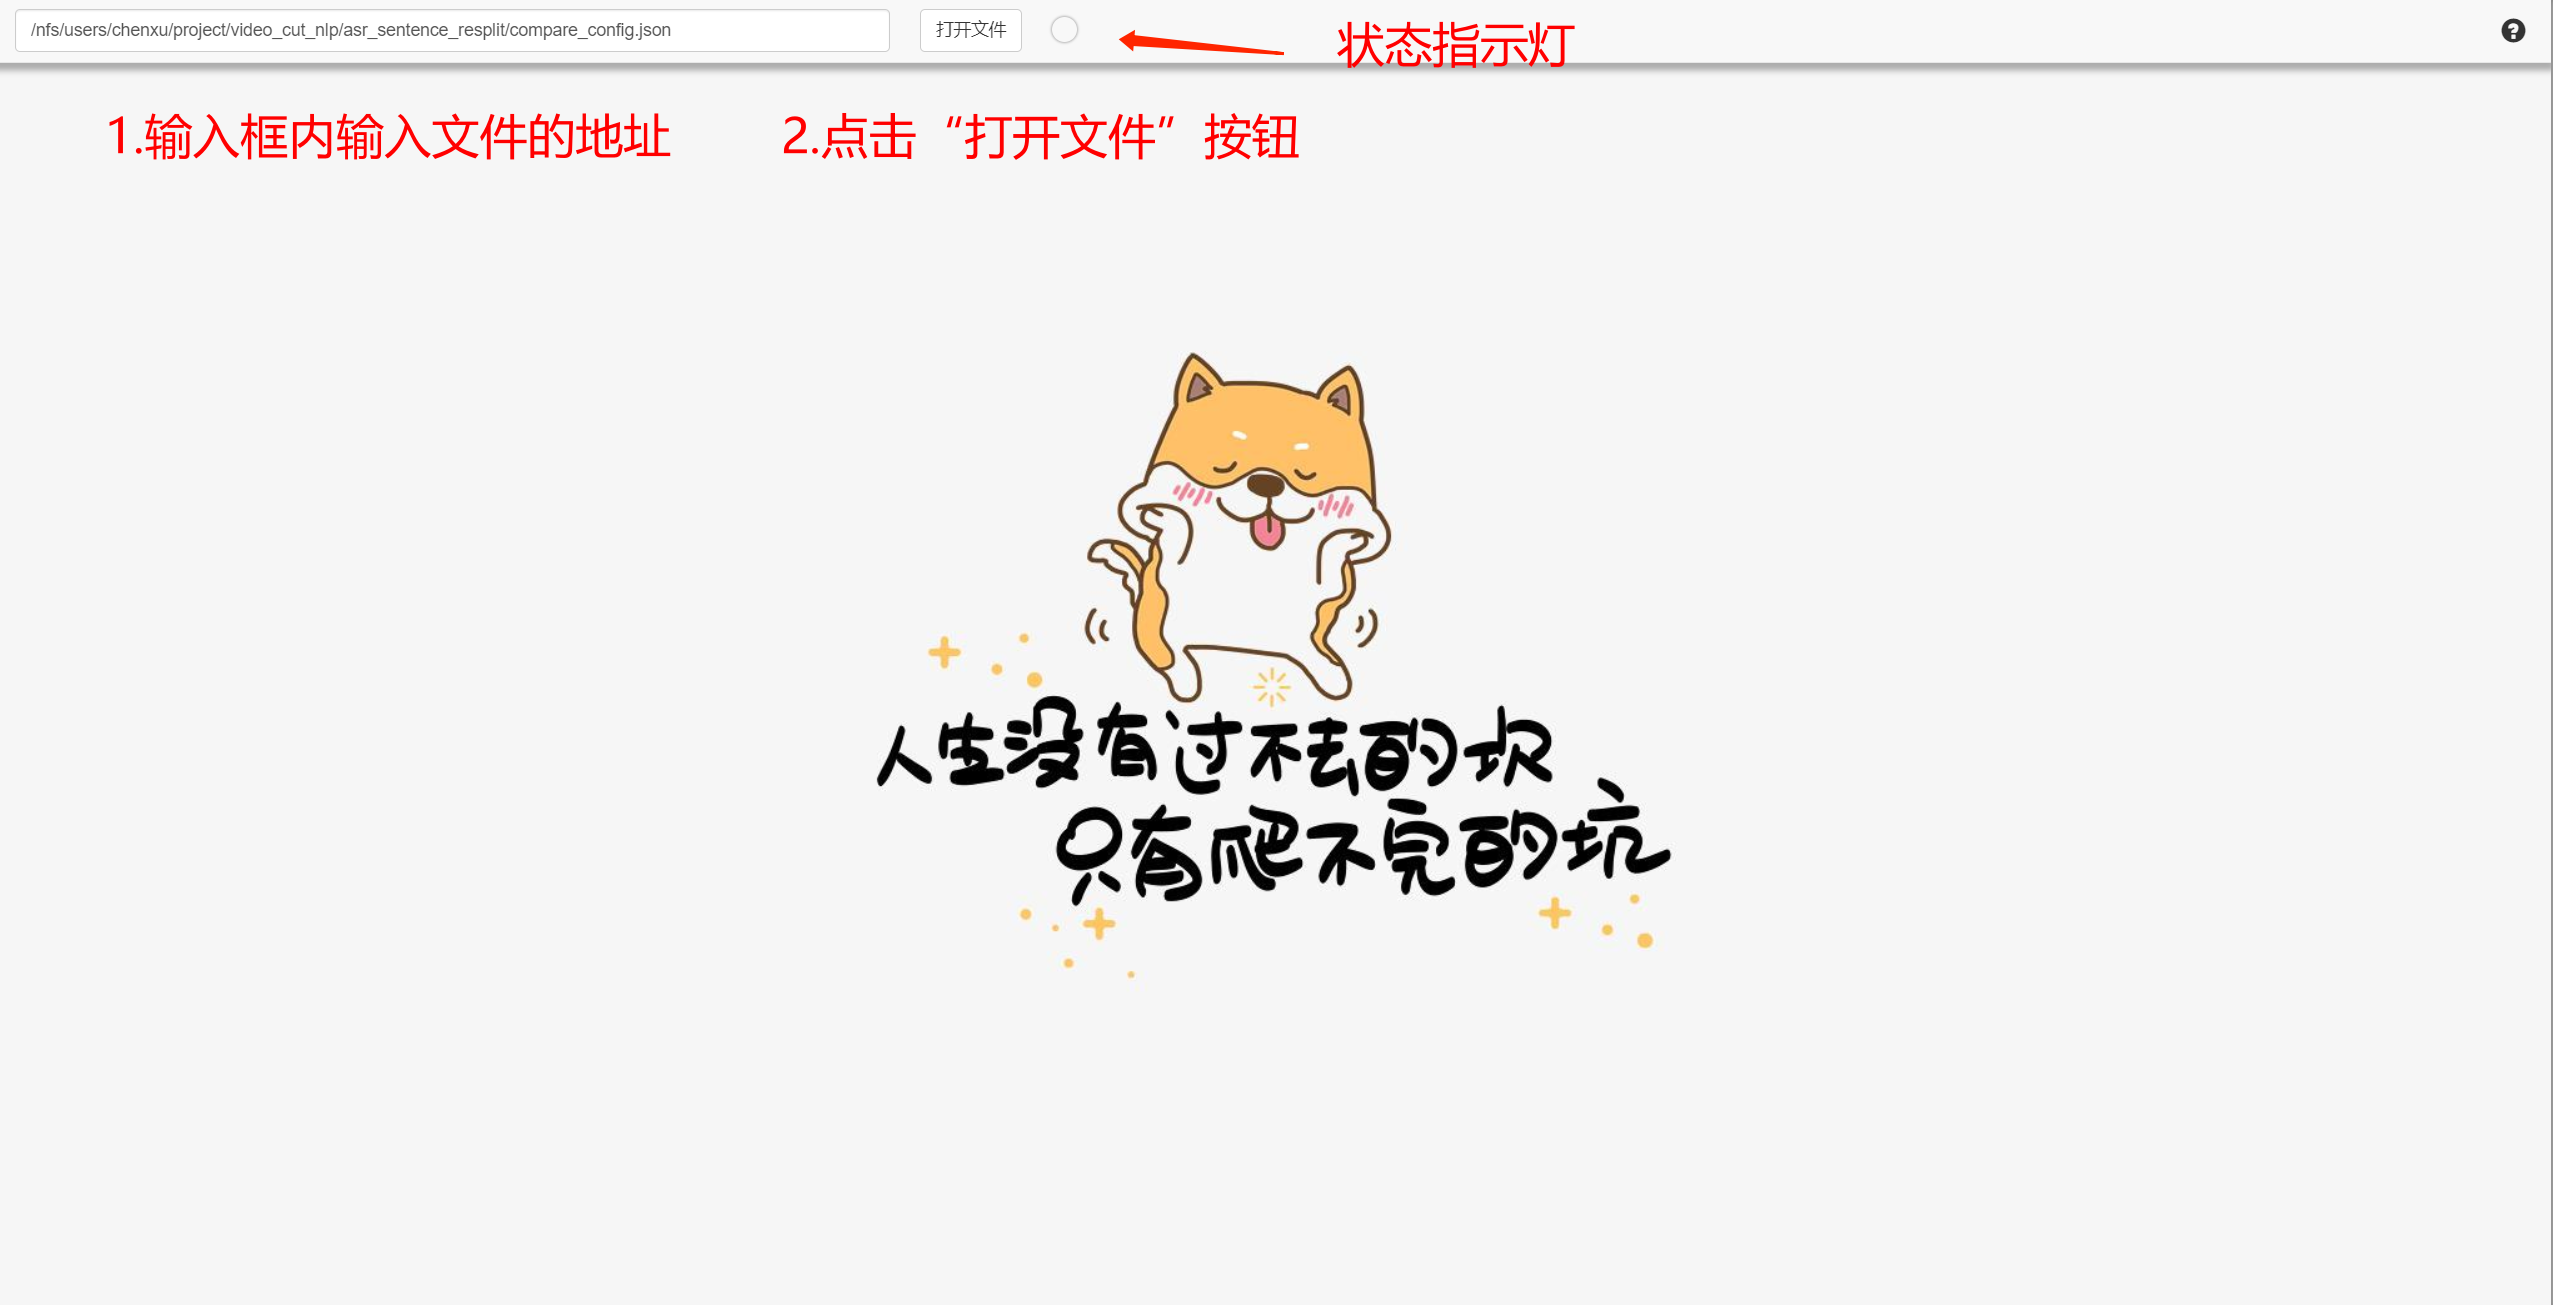 /nfs/users/chenxu/project/video_cut_nlp/asr_sentence_resplit/compare_config.json 打开文件 状态指示灯
1.输入框内输入文件的地址 2.点击“打开文件”按钮
人生没有过不去的坎
只有爬不完的坑